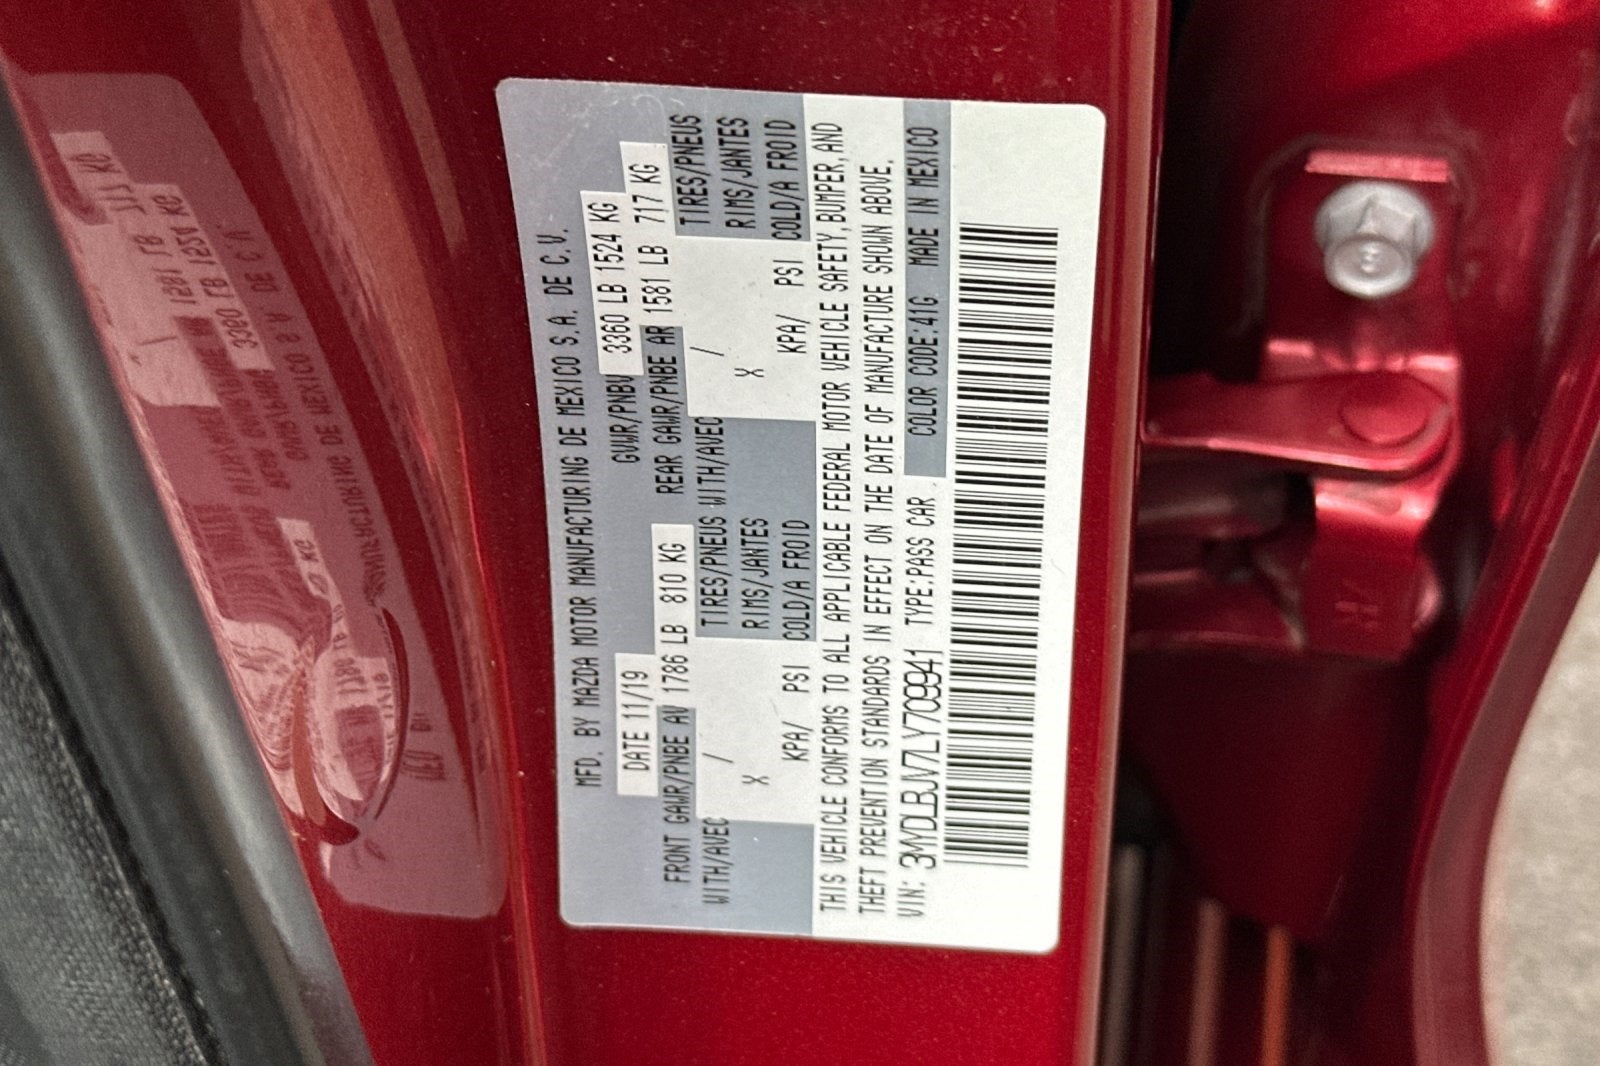 MFD. BY MAZDA MOTOR MANUFACTURING DE MEXICO S.A. DE C.V.
DATE 11/19 GVWR/PNBV 3360 LB 1524 KG
FRONT GAWR/PNBE AV 1786 LB 810 KG REAR GAWR/PNBE AR 1581 LB 717 KG
WITH/AVEC / TIRES/PNEUS WITH/AVEC / TIRES/PNEUS
X RIMS/JANTES X RIMS/JANTES
KPA/ PSI COLD/A FROID KPA/ PSI COLD/A FROID
THIS VEHICLE CONFORMS TO ALL APPLICABLE FEDERAL MOTOR VEHICLE SAFETY,BUMPER,AND
THEFT PREVENTION STANDARDS IN EFFECT ON THE DATE OF MANUFACTURE SHOWN ABOVE.
VIN: 3MYDLBJV7LY709941 TYPE:PASS CAR COLOR CODE:41G MADE IN MEXICO